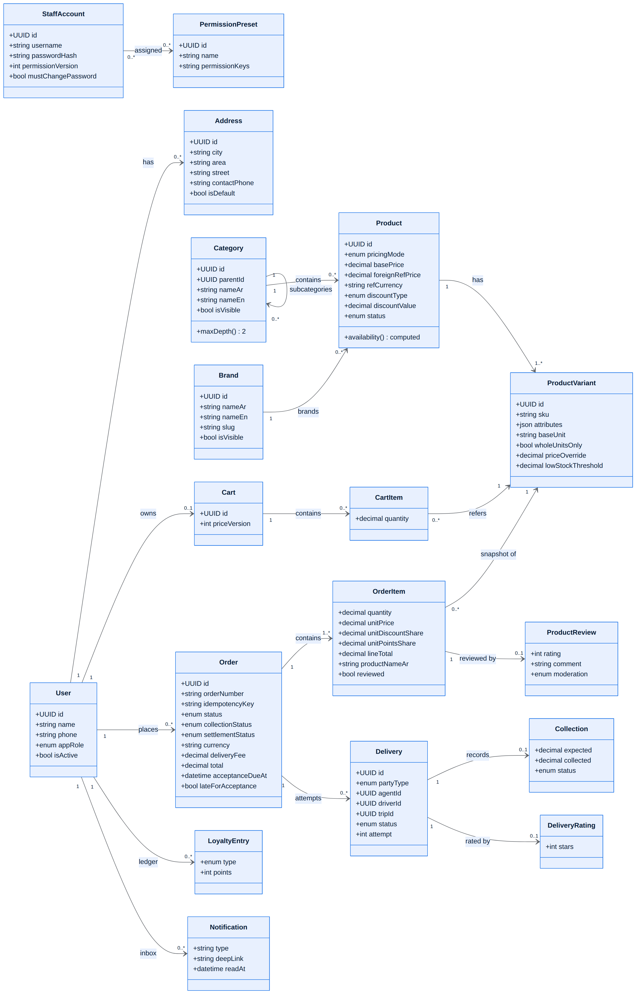 StaffAccount
+UUID id
+string username
+string passwordHash
+int permissionVersion
+bool mustChangePassword
0..*
assigned
0..*
PermissionPreset
+UUID id
+string name
+string permissionKeys
has
0..*
Address
+UUID id
+string city
+string area
+string street
+string contactPhone
+bool isDefault
Category
+UUID id
+UUID parentId
+string nameAr
+string nameEn
+bool isVisible
+maxDepth() : 2
1
contains
0..*
1
subcategories
0..*
Product
+UUID id
+enum pricingMode
+decimal basePrice
+decimal foreignRefPrice
+string refCurrency
+enum discountType
+decimal discountValue
+enum status
+availability() : computed
1
has
1..*
Brand
+UUID id
+string nameAr
+string nameEn
+string slug
+bool isVisible
1
brands
0..*
ProductVariant
+UUID id
+string sku
+json attributes
+string baseUnit
+bool wholeUnitsOnly
+decimal priceOverride
+decimal lowStockThreshold
owns
0..1
Cart
+UUID id
+int priceVersion
1
contains
0..*
CartItem
+decimal quantity
0..*
refers
1
1
snapshot of
0..*
OrderItem
+decimal quantity
+decimal unitPrice
+decimal unitDiscountShare
+decimal unitPointsShare
+decimal lineTotal
+string productNameAr
+bool reviewed
1
reviewed by
0..1
ProductReview
+int rating
+string comment
+enum moderation
1
1
User
+UUID id
+string name
+string phone
+enum appRole
+bool isActive
1
places
0..*
Order
+UUID id
+string orderNumber
+string idempotencyKey
+enum status
+enum collectionStatus
+enum settlementStatus
+string currency
+decimal deliveryFee
+decimal total
+datetime acceptanceDueAt
+bool lateForAcceptance
1
contains
1..*
1
attempts
0..*
Delivery
+UUID id
+enum partyType
+UUID agentId
+UUID driverId
+UUID tripId
+enum status
+int attempt
1
records
0..1
Collection
+decimal expected
+decimal collected
+enum status
1
rated by
0..1
DeliveryRating
+int stars
1
1
ledger
0..*
LoyaltyEntry
+enum type
+int points
inbox
0..*
Notification
+string type
+string deepLink
+datetime readAt